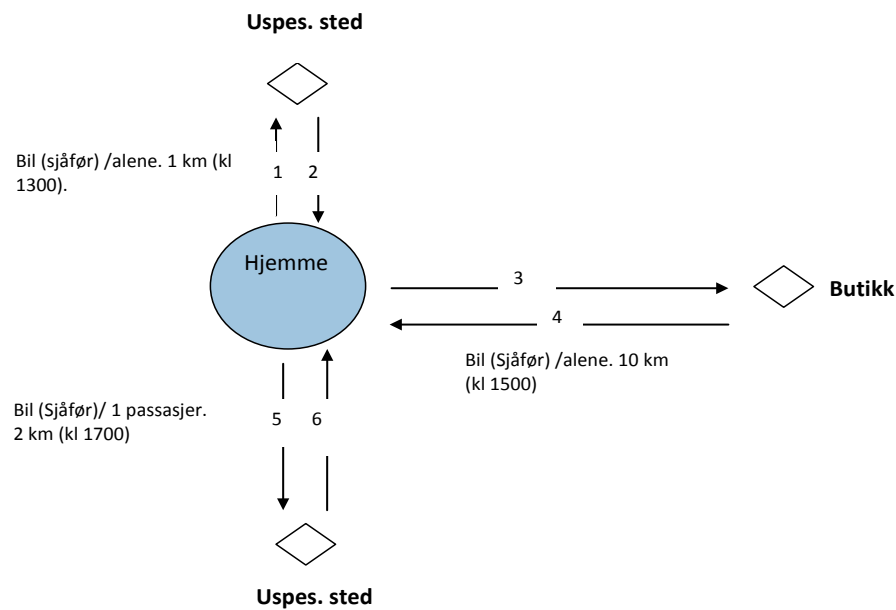 Uspes. sted
Bil (sjåfør) /alene. 1 km (kl
1300).
1
2
Hjemme
3
Butikk
4
Bil (Sjåfør) /alene. 10 km
(kl 1500)
Bil (Sjåfør)/ 1 passasjer.
2 km (kl 1700)
5
6
Uspes. sted